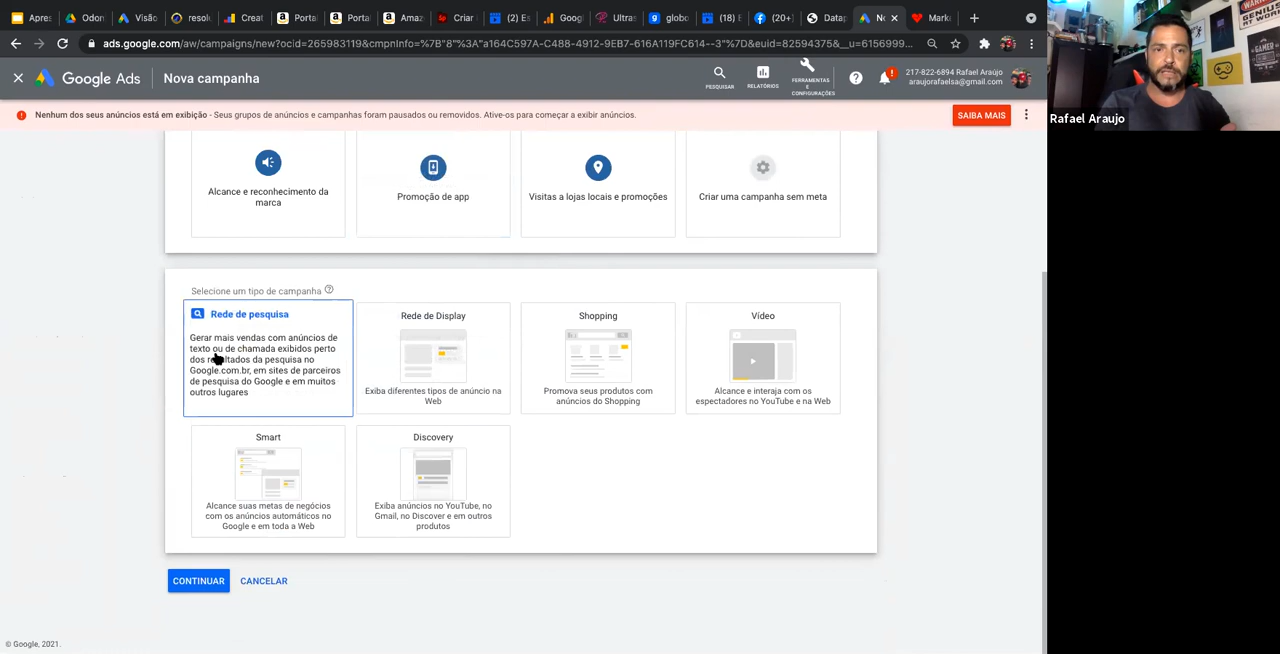 Apres
Odon
Visão
resol
Creat
Portal
Porta
Amaz
Criar
(2) E
Googl
Ultras
globo
(18) E
(20+)
Datap
No
Marke
ads.google.com/aw/campaigns/new?ocid=265983119&cmpnInfo=%7B"8"%3A"a164C597A-C488-4912-9EB7-616A119FC614--3"%7D&euid=82594375&__u=6156999...
Google Ads
Nova campanha
PESQUISAR
RELATÓRIOS
FERRAMENTAS
E
CONFIGURAÇÕES
217-822-6894 Rafael Araújo
araujorafaelsa@gmail.com
Nenhum dos seus anúncios está em exibição - Seus grupos de anúncios e campanhas foram pausados ou removidos. Ative-os para começar a exibir anúncios.
SAIBA MAIS
WARNING
GENIUS
AT
WORK
GAMER
Rafael Araujo
Alcance e reconhecimento da
marca
Promoção de app
Visitas a lojas locais e promoções
Criar uma campanha sem meta
Selecione um tipo de campanha
Rede de pesquisa
Gerar mais vendas com anúncios de
texto ou de chamada exibidos perto
dos resultados da pesquisa no
Google.com.br, em sites de parceiros
de pesquisa do Google e em muitos
outros lugares
Rede de Display
Exiba diferentes tipos de anúncio na
Web
Shopping
Promova seus produtos com
anúncios do Shopping
Vídeo
Alcance e interaja com os
espectadores no YouTube e na Web
Smart
Alcance suas metas de negócios
com os anúncios automáticos no
Google e em toda a Web
Discovery
Exiba anúncios no YouTube, no
Gmail, no Discover e em outros
produtos
CONTINUAR
CANCELAR
© Google, 2021.